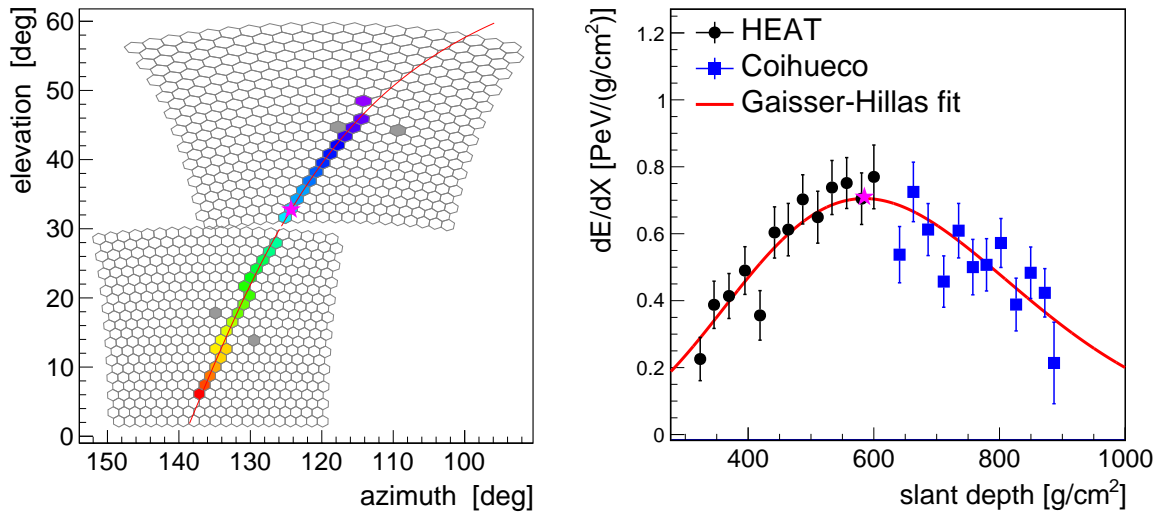 elevation [deg]
60
50
40
30
20
10
0
150 140 130 120 110 100
azimuth [deg]
dE/dX [PeV/(g/cm²)]
1.2
1
0.8
0.6
0.4
0.2
0
HEAT
Coihueco
Gaisser-Hillas fit
400 600 800 1000
slant depth [g/cm²]